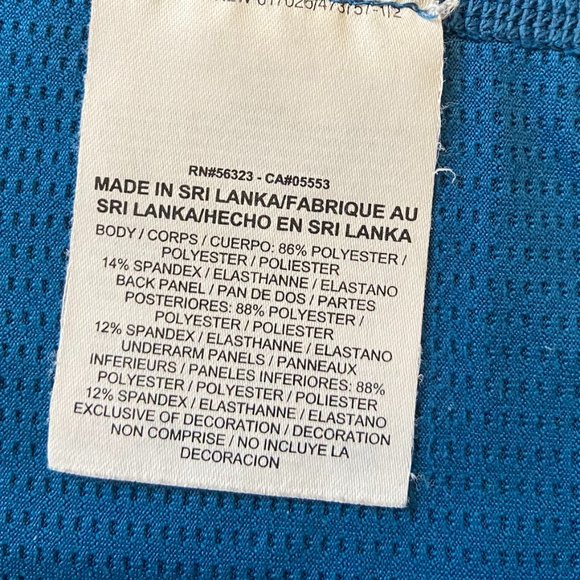 RN#56323 - CA#05553
MADE IN SRI LANKA/FABRIQUE AU
SRI LANKA/HECHO EN SRI LANKA
BODY / CORPS / CUERPO: 86% POLYESTER /
POLYESTER / POLIESTER
14% SPANDEX / ELASTHANNE / ELASTANO
BACK PANEL / PAN DE DOS / PARTES
POSTERIORES: 88% POLYESTER /
POLYESTER / POLIESTER
12% SPANDEX / ELASTHANNE / ELASTANO
UNDERARM PANELS / PANNEAUX
INFERIEURS / PANELES INFERIORES: 88%
POLYESTER / POLYESTER / POLIESTER
12% SPANDEX / ELASTHANNE / ELASTANO
EXCLUSIVE OF DECORATION / DECORATION
NON COMPRISE / NO INCLUYE LA
DECORACION